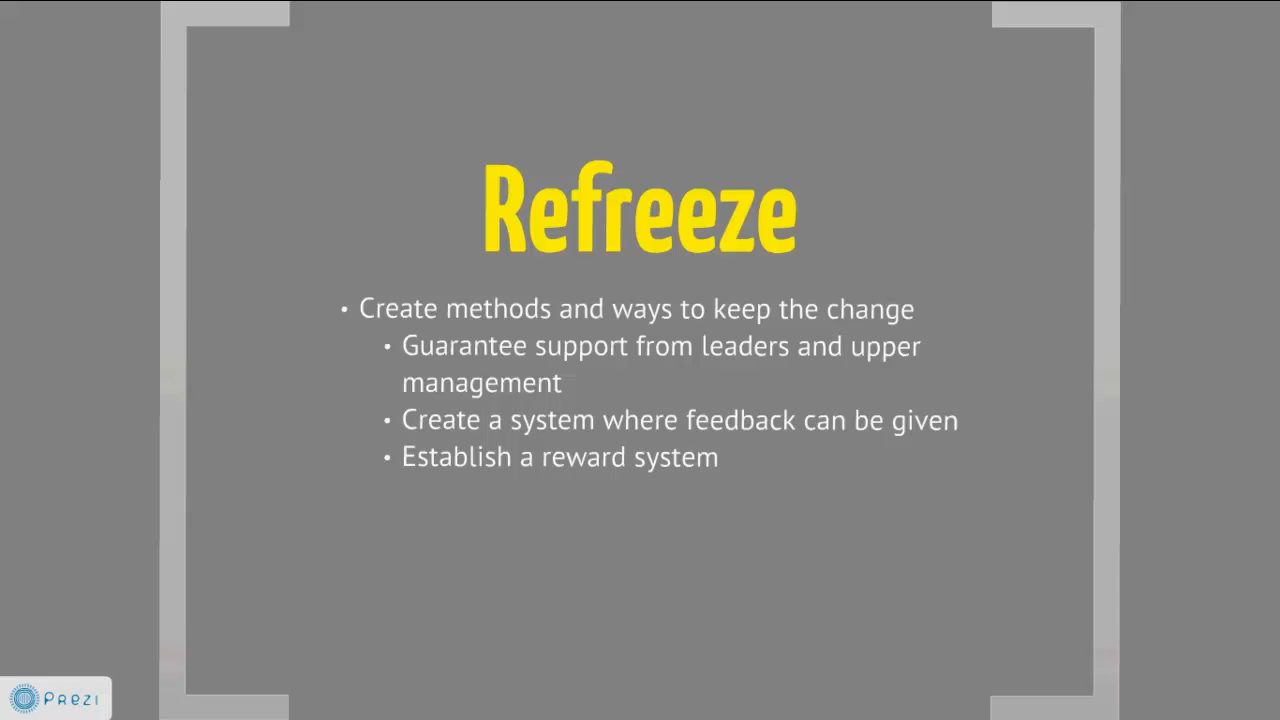 Refreeze
• Create methods and ways to keep the change
• Guarantee support from leaders and upper
management
• Create a system where feedback can be given
• Establish a reward system
Prezi